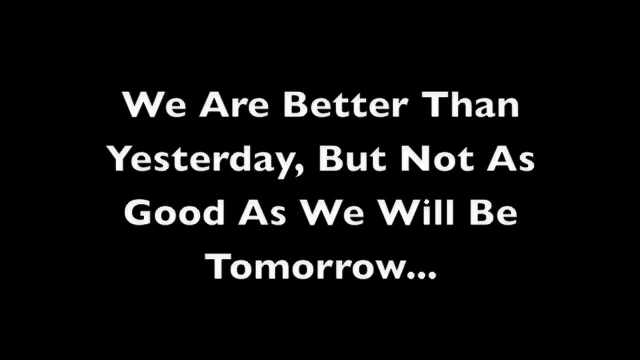 We Are Better Than
Yesterday, But Not As
Good As We Will Be
Tomorrow...